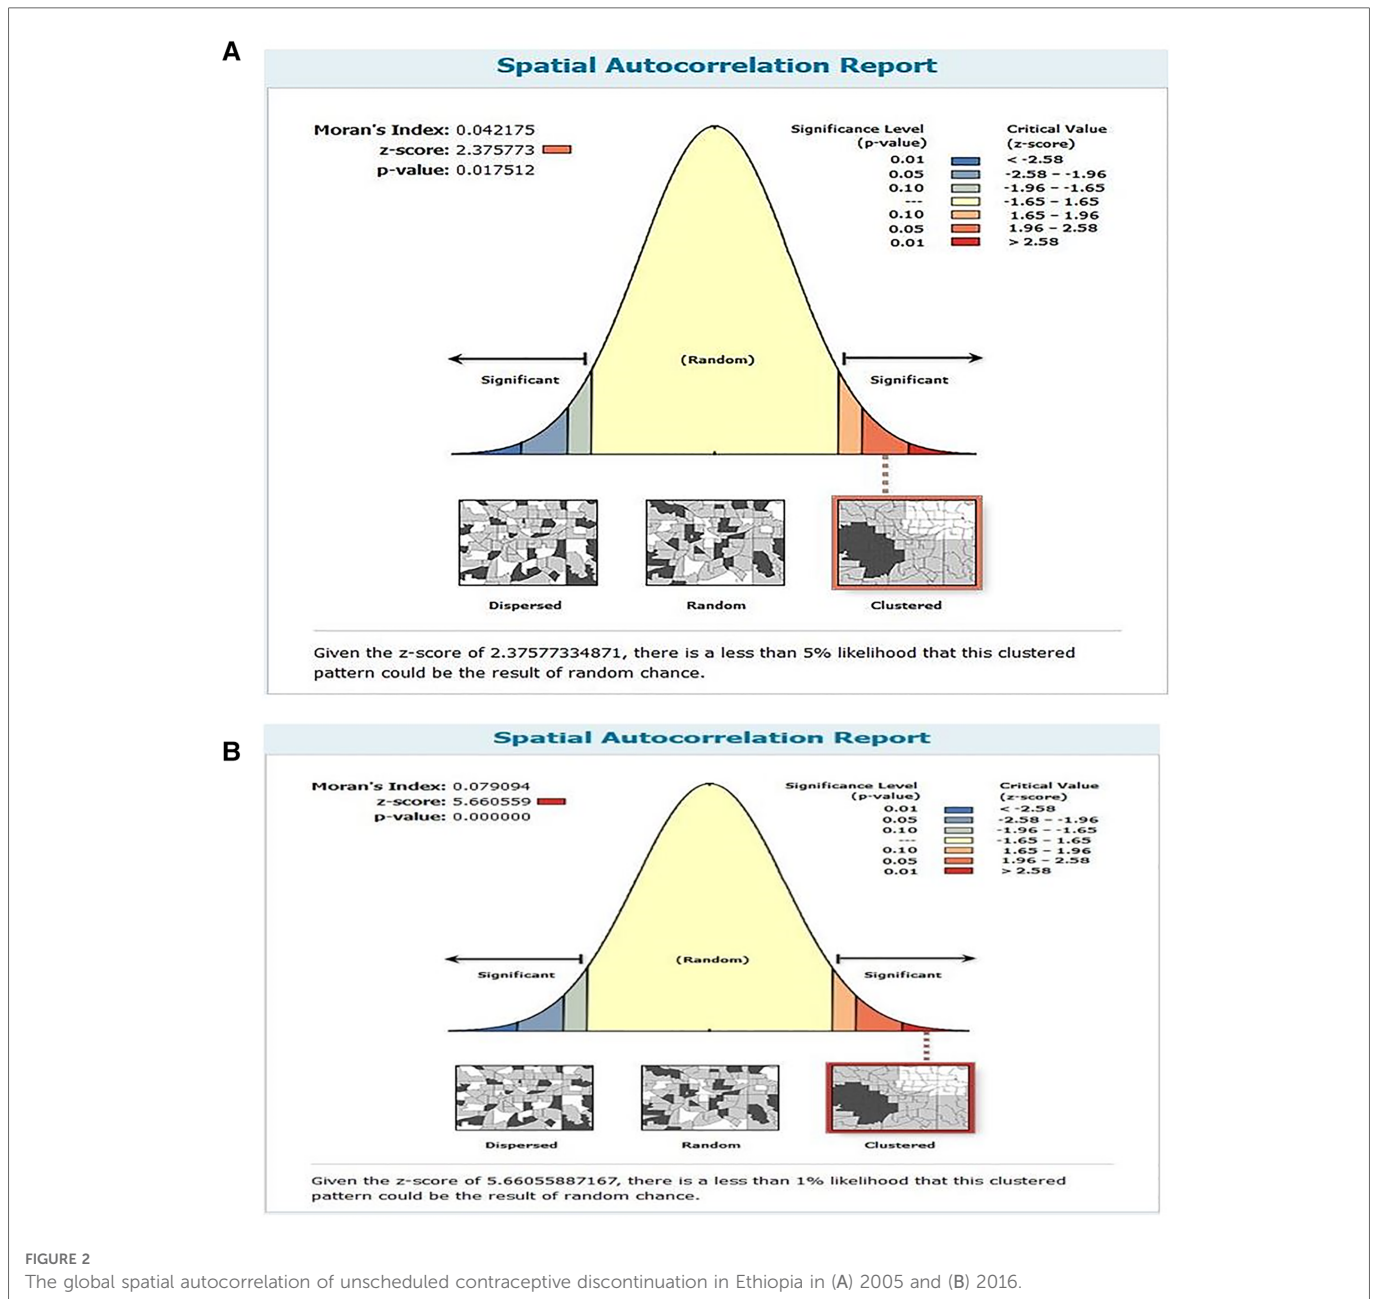 A
Spatial Autocorrelation Report
Moran's Index: 0.042175
z-score: 2.375773
p-value: 0.017512
Significance Level
(p-value)
Critical Value
(z-score)
0.01 < -2.58
0.05 -2.58 – -1.96
0.10 -1.96 – -1.65
--- -1.65 – 1.65
0.10 1.65 – 1.96
0.05 1.96 – 2.58
0.01 > 2.58
(Random)
Significant
Significant
Dispersed
Random
Clustered
Given the z-score of 2.37577334871, there is a less than 5% likelihood that this clustered
pattern could be the result of random chance.
B
Spatial Autocorrelation Report
Moran's Index: 0.079094
z-score: 5.660559
p-value: 0.000000
Significance Level
(p-value)
Critical Value
(z-score)
0.01 < -2.58
0.05 -2.58 – -1.96
0.10 -1.96 – -1.65
--- -1.65 – 1.65
0.10 1.65 – 1.96
0.05 1.96 – 2.58
0.01 > 2.58
(Random)
Significant
Significant
Dispersed
Random
Clustered
Given the z-score of 5.66055887167, there is a less than 1% likelihood that this clustered
pattern could be the result of random chance.
FIGURE 2
The global spatial autocorrelation of unscheduled contraceptive discontinuation in Ethiopia in (A) 2005 and (B) 2016.